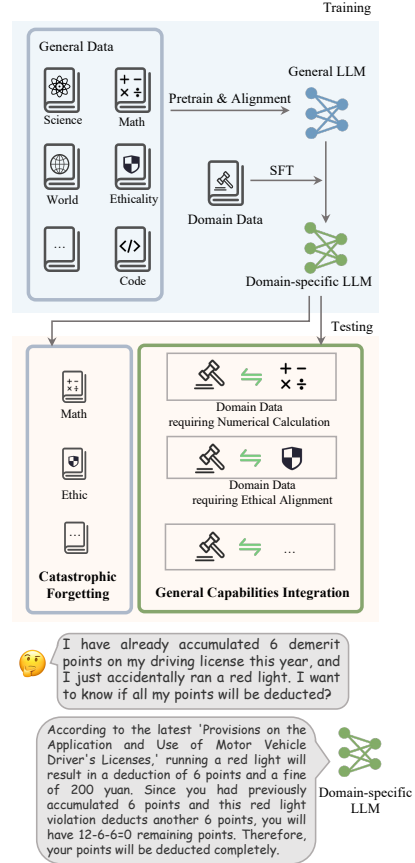 Training
General Data
General LLM
Science
Math
Pretrain & Alignment
World
Ethicality
SFT
Domain Data
...
</>
Code
Domain-specific LLM
Testing
Math
Domain Data
requiring Numerical Calculation
Ethic
Domain Data
requiring Ethical Alignment
...
...
Catastrophic
Forgetting
General Capabilities Integration
I have already accumulated 6 demerit
points on my driving license this year, and
I just accidentally ran a red light. I want
to know if all my points will be deducted?
According to the latest 'Provisions on the
Application and Use of Motor Vehicle
Driver's Licenses,' running a red light will
result in a deduction of 6 points and a fine
of 200 yuan. Since you had previously
accumulated 6 points and this red light
violation deducts another 6 points, you will
have 12-6-6=0 remaining points. Therefore,
your points will be deducted completely.
Domain-specific
LLM